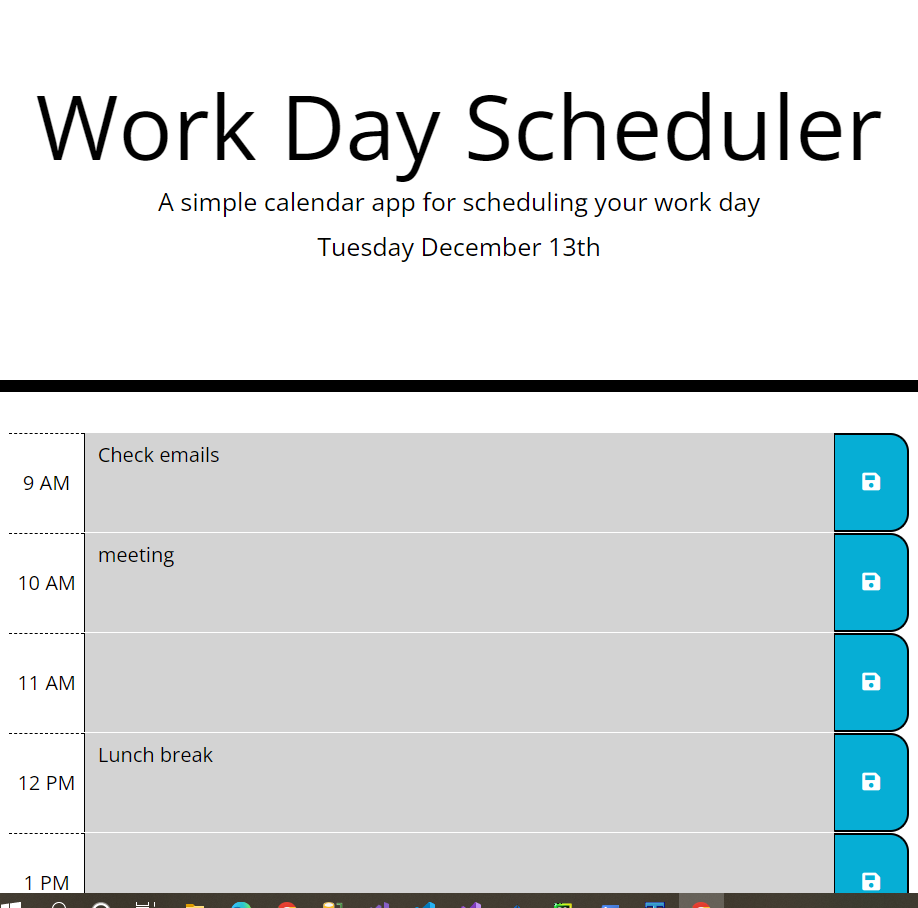 Work Day Scheduler
A simple calendar app for scheduling your work day
Tuesday December 13th
9 AM
Check emails
10 AM
meeting
11 AM
12 PM
Lunch break
1 PM